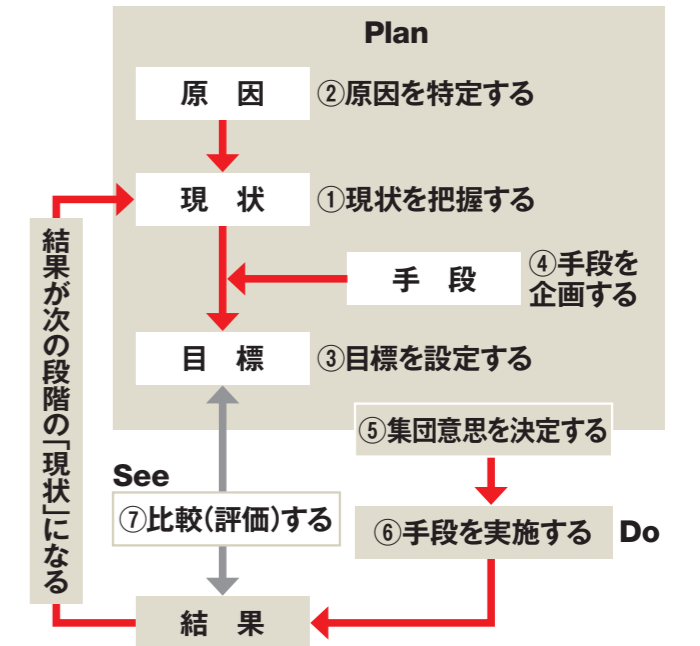 Plan
原　因
②原因を特定する
現　状
①現状を把握する
手　段
④手段を
企画する
目　標
③目標を設定する
⑤集団意思を決定する
See
⑦比較(評価)する
⑥手段を実施する
Do
結　果
結果が次の段階の「現状」になる